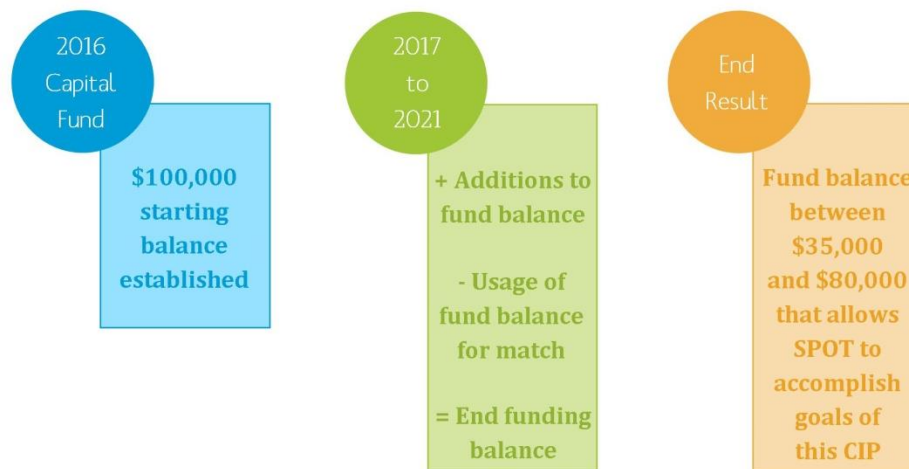 2016
Capital
Fund
$100,000
starting
balance
established
2017
to
2021
+ Additions to
fund balance
- Usage of
fund balance
for match
= End funding
balance
End
Result
Fund balance
between
$35,000
and $80,000
that allows
SPOT to
accomplish
goals of
this CIP